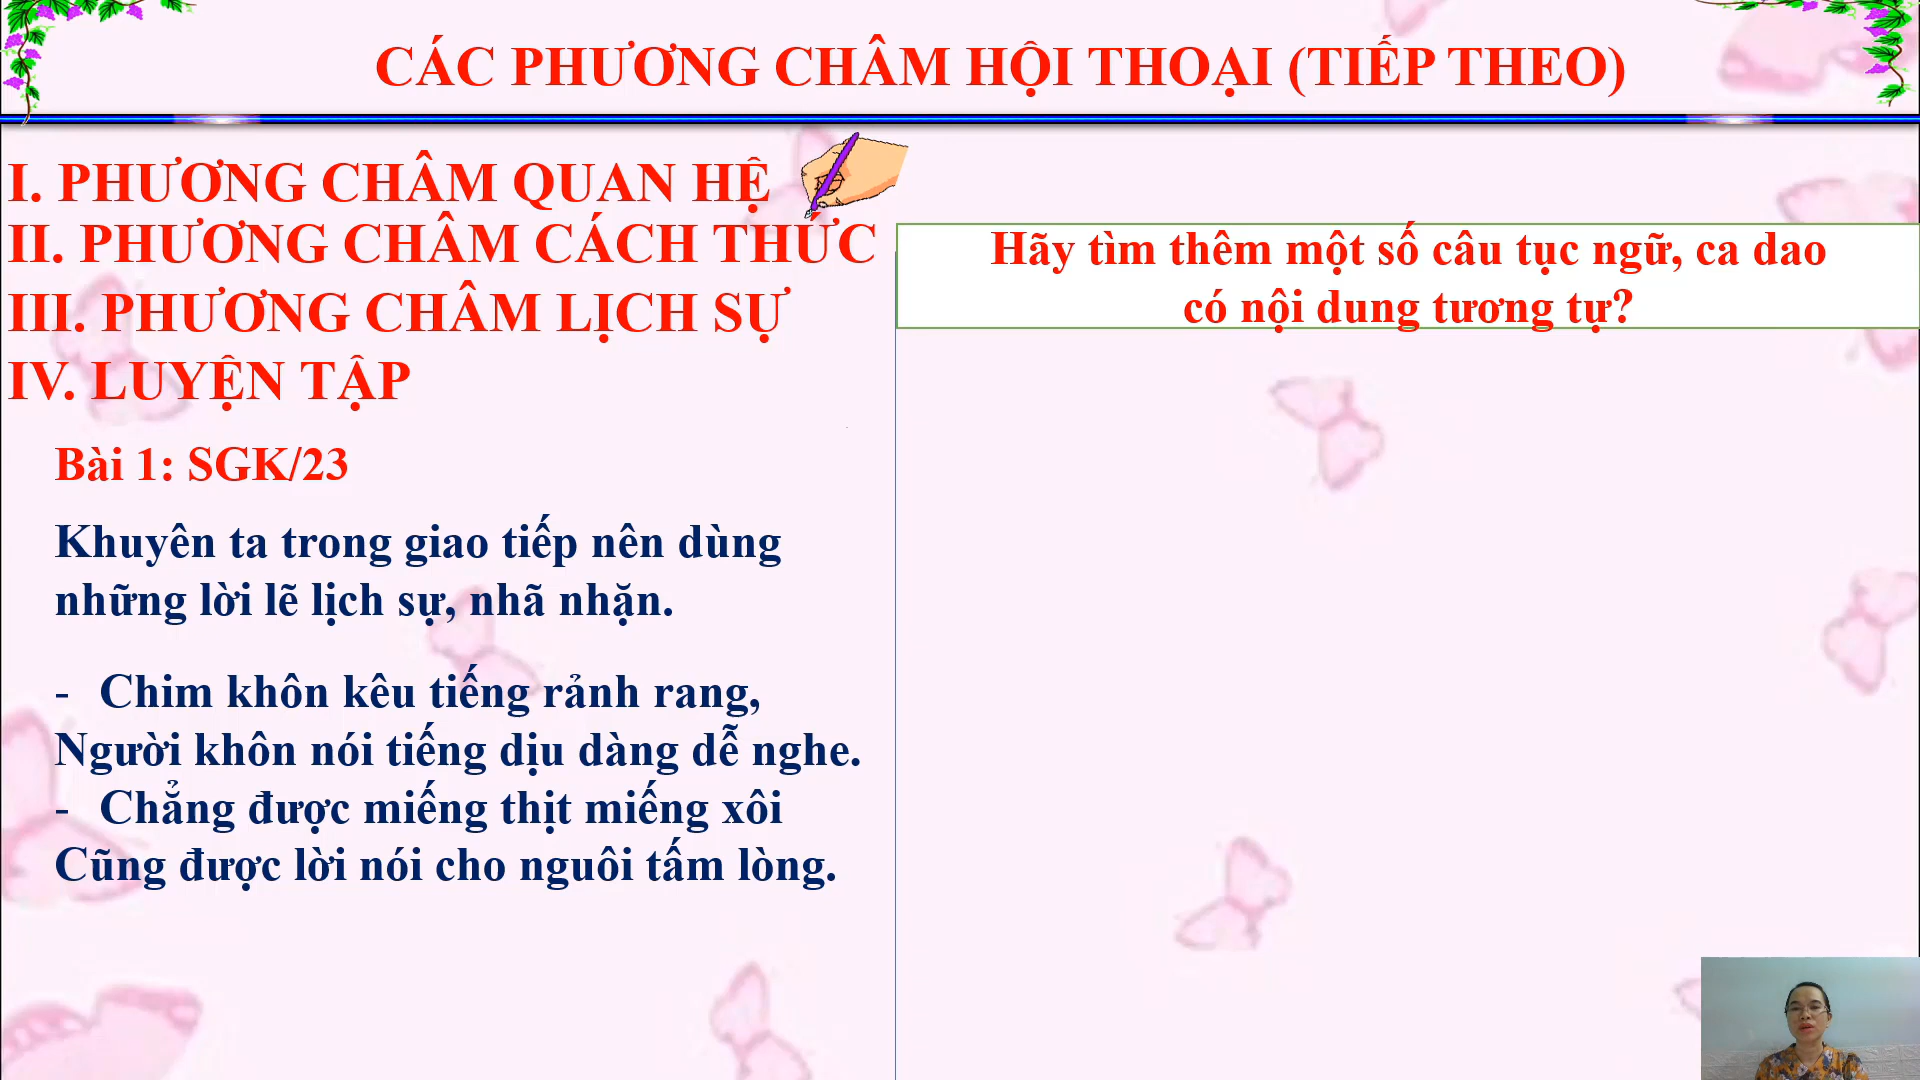 CÁC PHƯƠNG CHÂM HỘI THOẠI (TIẾP THEO)
I. PHƯƠNG CHÂM QUAN HỆ
II. PHƯƠNG CHÂM CÁCH THỨC
III. PHƯƠNG CHÂM LỊCH SỰ
IV. LUYỆN TẬP
Bài 1: SGK/23
Khuyên ta trong giao tiếp nên dùng
những lời lẽ lịch sự, nhã nhặn.
- Chim khôn kêu tiếng rảnh rang,
Người khôn nói tiếng dịu dàng dễ nghe.
- Chẳng được miếng thịt miếng xôi
Cũng được lời nói cho nguôi tấm lòng.
Hãy tìm thêm một số câu tục ngữ, ca dao
có nội dung tương tự?